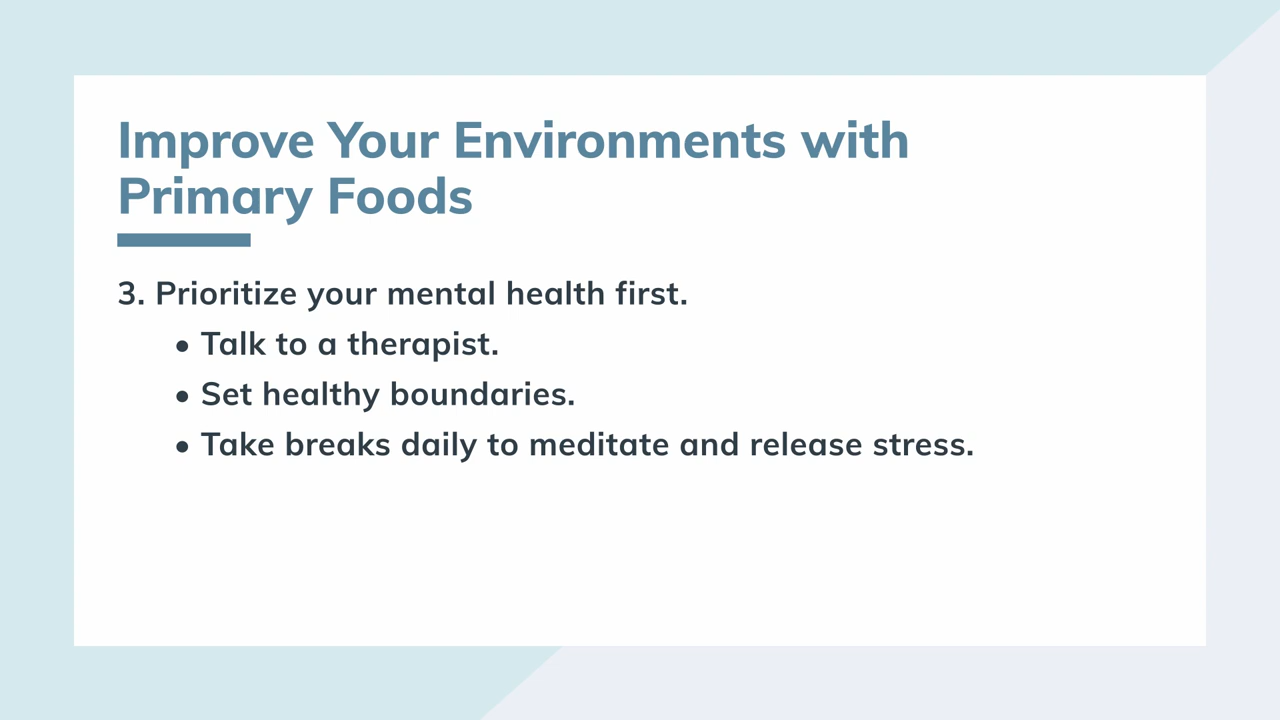 Improve Your Environments with
Primary Foods
3. Prioritize your mental health first.
• Talk to a therapist.
• Set healthy boundaries.
• Take breaks daily to meditate and release stress.